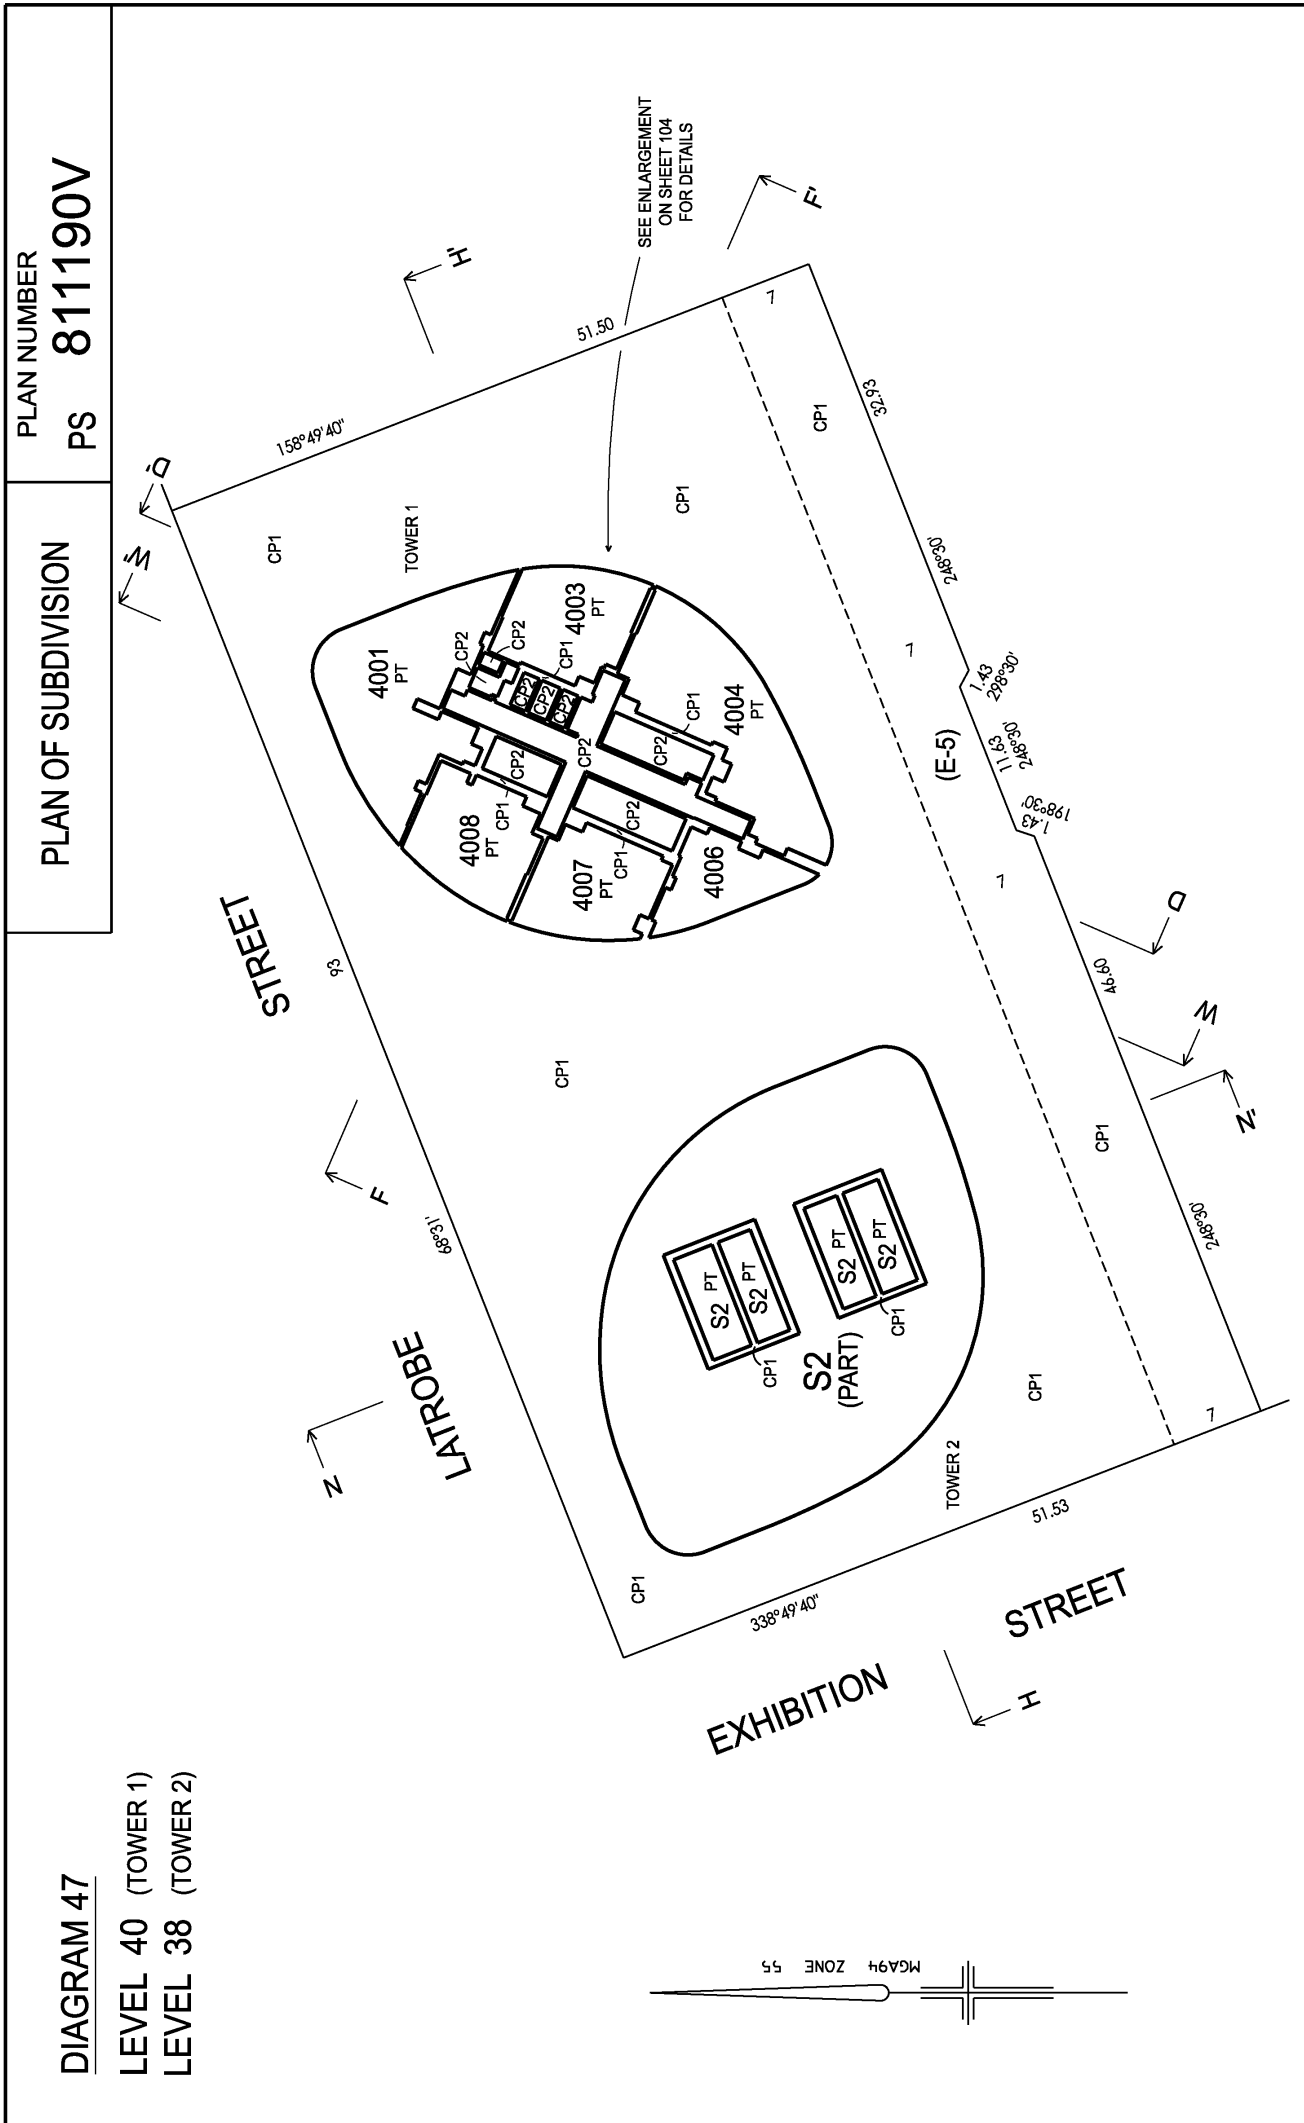 DIAGRAM 47
LEVEL 40 (TOWER 1)
LEVEL 38 (TOWER 2)
PLAN OF SUBDIVISION
PLAN NUMBER
PS 811190V
MGA94 ZONE 55
LATROBE
STREET
EXHIBITION
STREET
68°31'
93
158°49'40"
51.50
338°49'40"
51.53
248°30'
46.60
1.43
198°30'
11.63
248°30'
1.43
298°30'
248°30'
32.93
7
7
7
7
(E-5)
SEE ENLARGEMENT
ON SHEET 104
FOR DETAILS
TOWER 1
4001
PT
4003
PT
4004
PT
4006
4007
PT
4008
PT
CP2
CP2
CP2
CP2
CP2
CP2
CP2
CP2
CP2
CP1
CP1
CP1
CP1
TOWER 2
S2
(PART)
S2 PT
S2 PT
S2 PT
S2 PT
CP1
CP1
CP1
CP1
CP1
CP1
CP1
CP1
CP1
N
N'
F
F'
H
H'
D
D'
W
W'